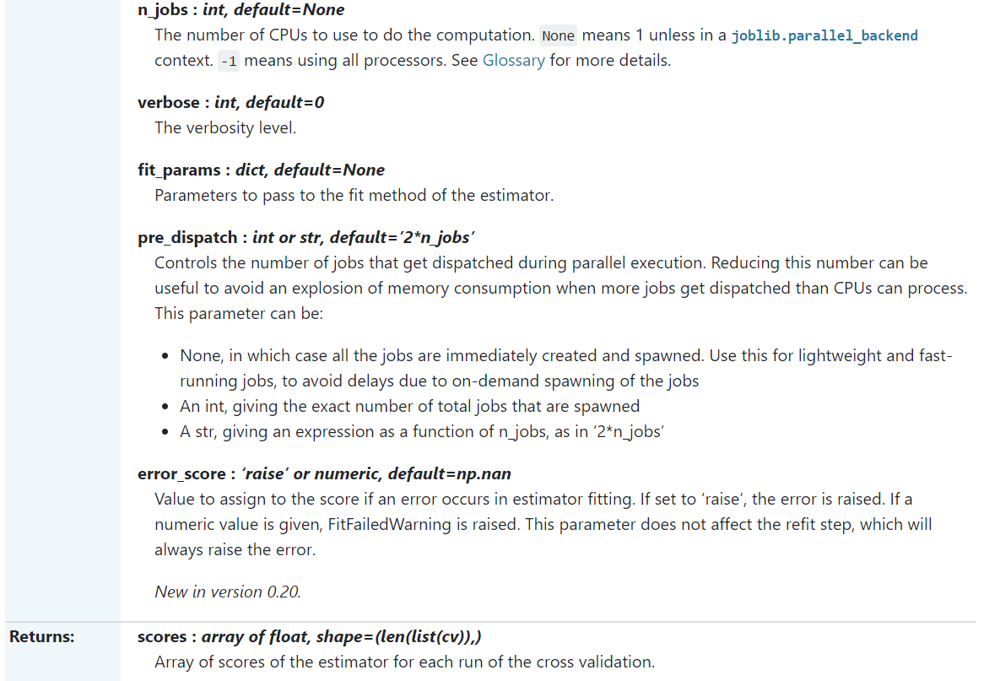 n_jobs : int, default=None
The number of CPUs to use to do the computation. None means 1 unless in a joblib.parallel_backend
context. -1 means using all processors. See Glossary for more details.
verbose : int, default=0
The verbosity level.
fit_params : dict, default=None
Parameters to pass to the fit method of the estimator.
pre_dispatch : int or str, default=’2*n_jobs’
Controls the number of jobs that get dispatched during parallel execution. Reducing this number can be
useful to avoid an explosion of memory consumption when more jobs get dispatched than CPUs can process.
This parameter can be:
• None, in which case all the jobs are immediately created and spawned. Use this for lightweight and fast-
running jobs, to avoid delays due to on-demand spawning of the jobs
• An int, giving the exact number of total jobs that are spawned
• A str, giving an expression as a function of n_jobs, as in ‘2*n_jobs’
error_score : ‘raise’ or numeric, default=np.nan
Value to assign to the score if an error occurs in estimator fitting. If set to ‘raise’, the error is raised. If a
numeric value is given, FitFailedWarning is raised. This parameter does not affect the refit step, which will
always raise the error.
New in version 0.20.
Returns: scores : array of float, shape=(len(list(cv)),)
Array of scores of the estimator for each run of the cross validation.